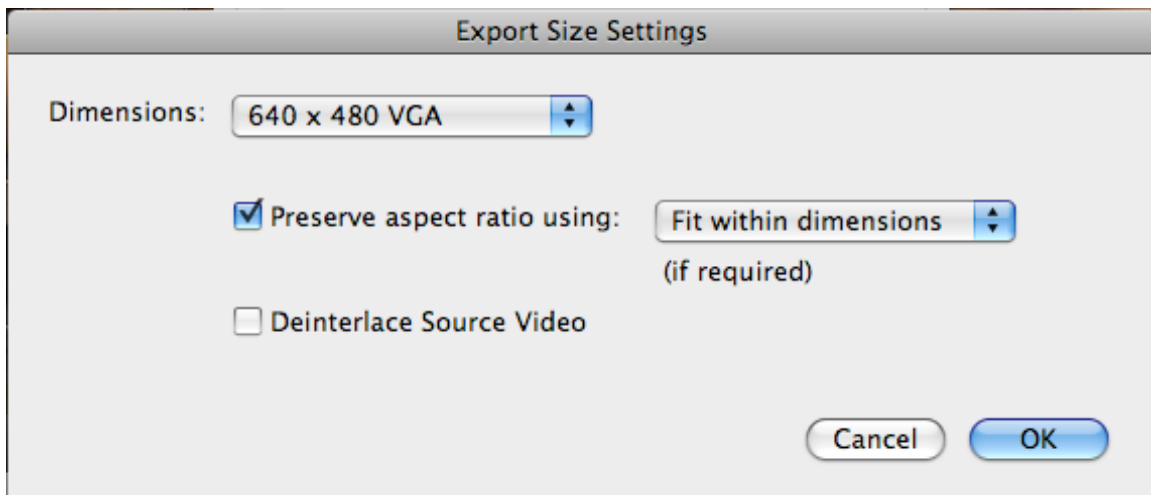 Export Size Settings
Dimensions: 640 x 480 VGA
Preserve aspect ratio using: Fit within dimensions
(if required)
Deinterlace Source Video
Cancel OK